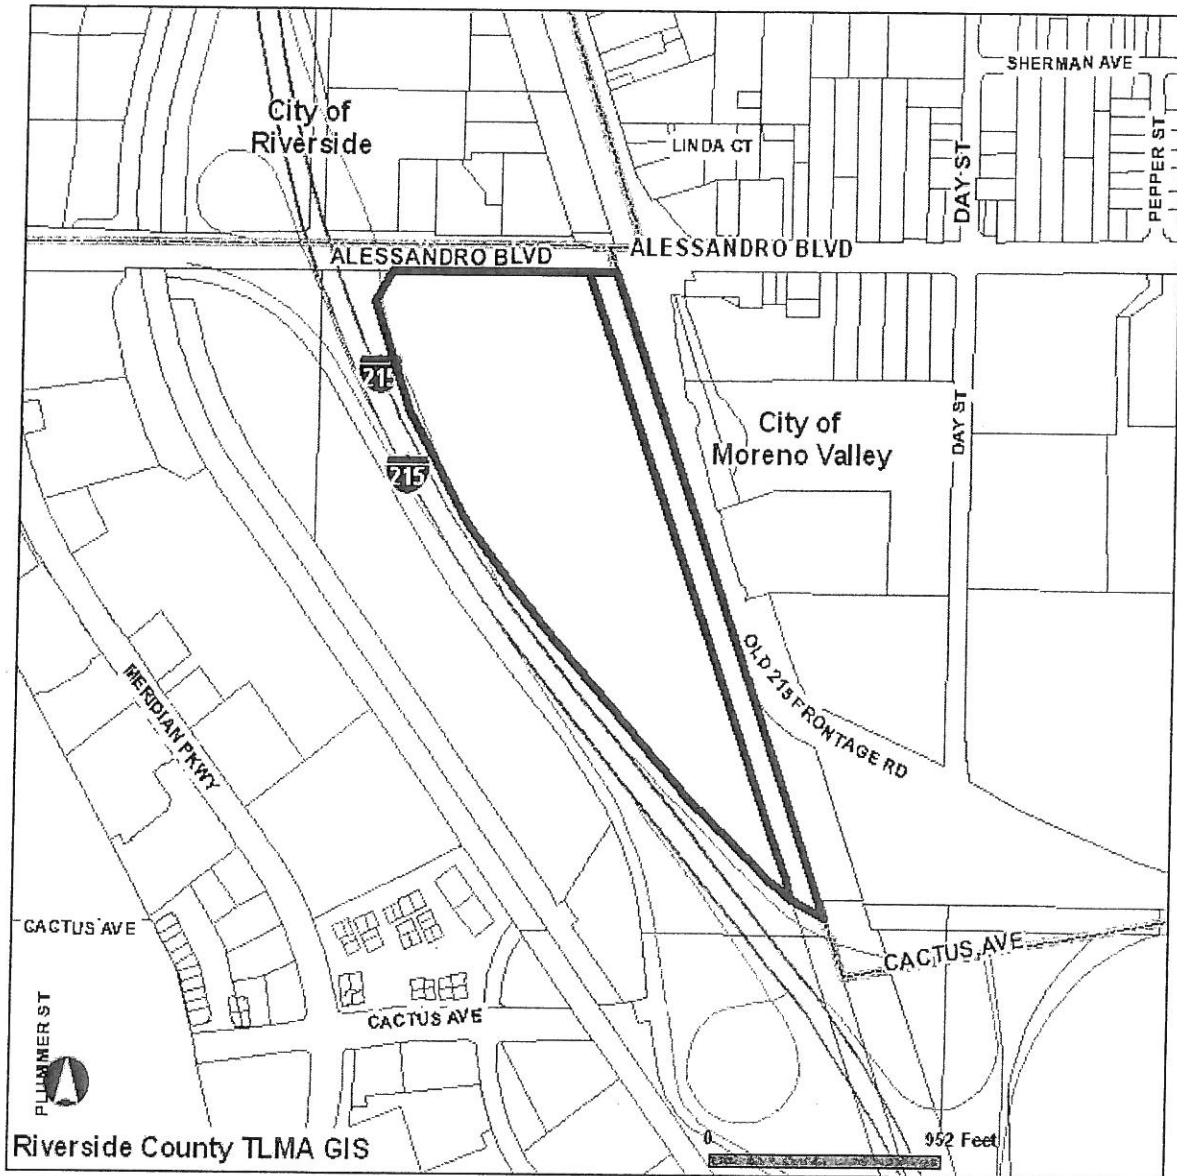 SHERMAN AVE
City of
Riverside
LINDA CT
DAY ST
PEPPER ST
ALESSANDRO BLVD
ALESSANDRO BLVD
215
215
City of
Moreno Valley
DAY ST
OLD 215 FRONTAGE RD
MERIDIAN PKWY
CACTUS AVE
CACTUS AVE
CACTUS AVE
PLUMMER ST
Riverside County TLMA GIS
0
952 Feet